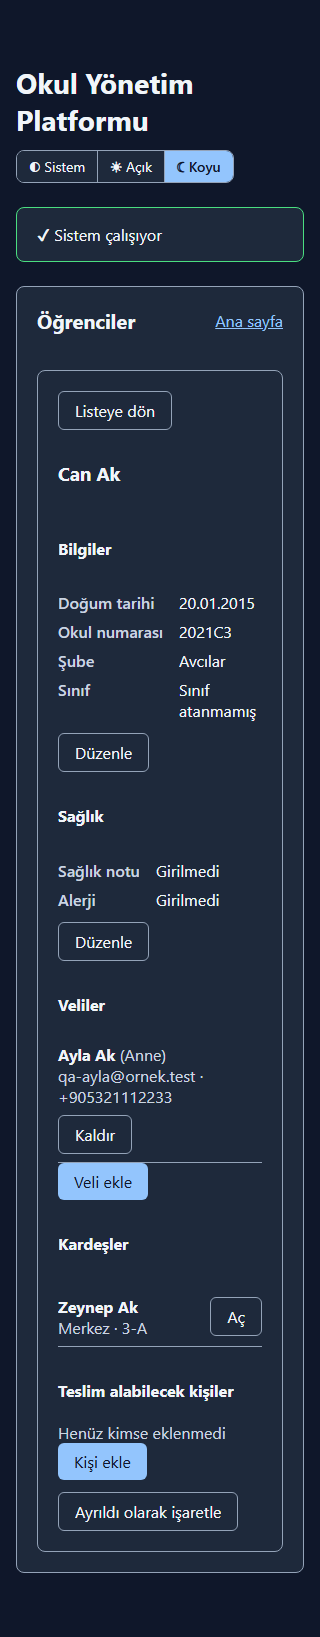 Okul Yönetim
Platformu
◐ Sistem ☀ Açık ☾ Koyu
✓ Sistem çalışıyor
Öğrenciler Ana sayfa
Listeye dön
Can Ak
Bilgiler
Doğum tarihi 20.01.2015
Okul numarası 2021C3
Şube Avcılar
Sınıf Sınıf
atanmamış
Düzenle
Sağlık
Sağlık notu Girilmedi
Alerji Girilmedi
Düzenle
Veliler
Ayla Ak (Anne)
qa-ayla@ornek.test ·
+905321112233
Kaldır
Veli ekle
Kardeşler
Zeynep Ak
Merkez · 3-A
Aç
Teslim alabilecek kişiler
Henüz kimse eklenmedi
Kişi ekle
Ayrıldı olarak işaretle